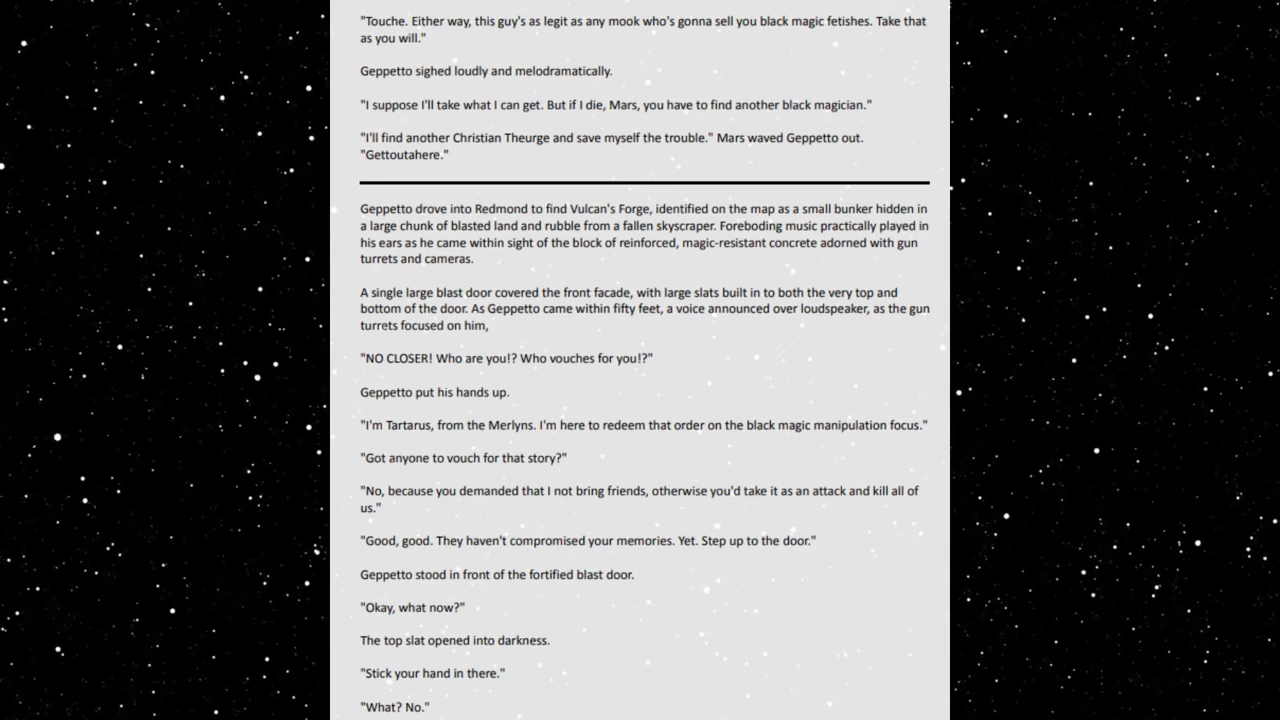 "Touche. Either way, this guy's as legit as any mook who's gonna sell you black magic fetishes. Take that
as you will."
Geppetto sighed loudly and melodramatically.
"I suppose I'll take what I can get. But if I die, Mars, you have to find another black magician."
"I'll find another Christian Theurge and save myself the trouble." Mars waved Geppetto out.
"Gettoutahere."
Geppetto drove into Redmond to find Vulcan's Forge, identified on the map as a small bunker hidden in
a large chunk of blasted land and rubble from a fallen skyscraper. Foreboding music practically played in
his ears as he came within sight of the block of reinforced, magic-resistant concrete adorned with gun
turrets and cameras.
A single large blast door covered the front facade, with large slats built in to both the very top and
bottom of the door. As Geppetto came within fifty feet, a voice announced over loudspeaker, as the gun
turrets focused on him,
"NO CLOSER! Who are you!? Who vouches for you!?"
Geppetto put his hands up.
"I'm Tartarus, from the Merlyns. I'm here to redeem that order on the black magic manipulation focus."
"Got anyone to vouch for that story?"
"No, because you demanded that I not bring friends, otherwise you'd take it as an attack and kill all of
us."
"Good, good. They haven't compromised your memories. Yet. Step up to the door."
Geppetto stood in front of the fortified blast door.
"Okay, what now?"
The top slat opened into darkness.
"Stick your hand in there."
"What? No."